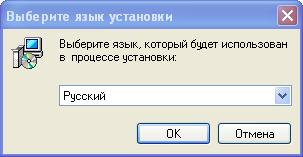 Выберите язык установки
Выберите язык, который будет использован
в процессе установки:
Русский
OK
Отмена